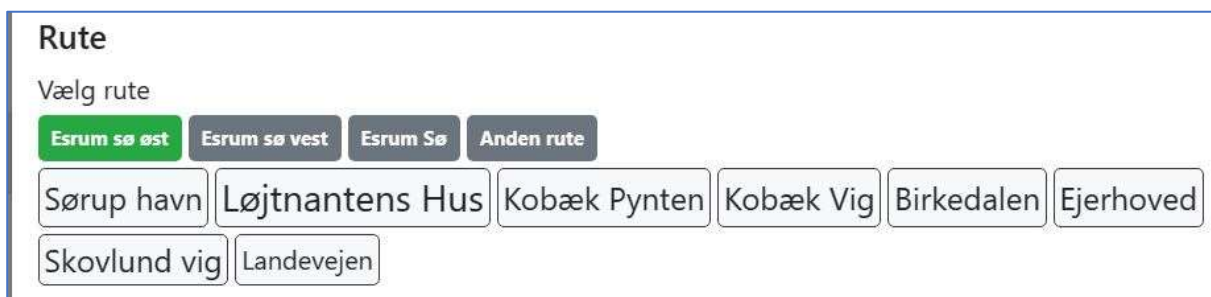 Rute
Vælg rute
Esrum sø øst Esrum sø vest Esrum Sø Anden rute
Sørup havn Løjtnantens Hus Kobæk Pynten Kobæk Vig Birkedalen Ejerhoved
Skovlund vig Landevejen